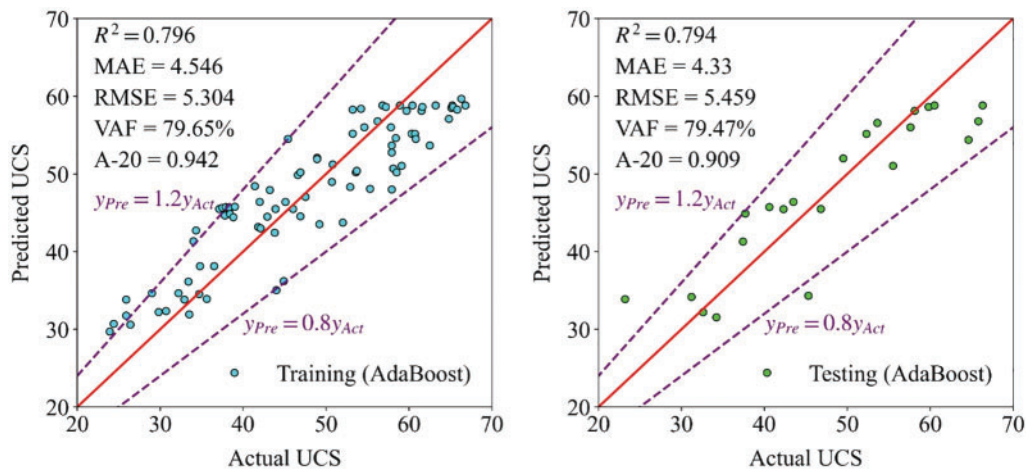 70
60
50
40
30
20
Predicted UCS
R² = 0.796
MAE = 4.546
RMSE = 5.304
VAF = 79.65%
A-20 = 0.942
y_Pre = 1.2y_Act
y_Pre = 0.8y_Act
Training (AdaBoost)
20 30 40 50 60 70
Actual UCS
70
60
50
40
30
20
Predicted UCS
R² = 0.794
MAE = 4.33
RMSE = 5.459
VAF = 79.47%
A-20 = 0.909
y_Pre = 1.2y_Act
y_Pre = 0.8y_Act
Testing (AdaBoost)
20 30 40 50 60 70
Actual UCS